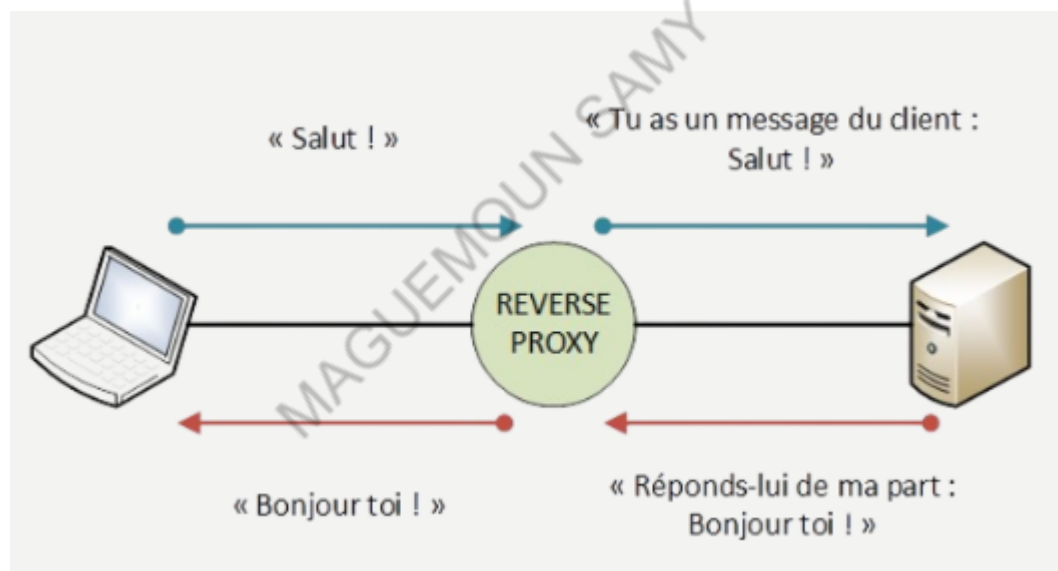 « Salut ! »
« Tu as un message du client :
Salut ! »
REVERSE
PROXY
« Bonjour toi ! »
« Réponds-lui de ma part :
Bonjour toi ! »
MAGUEMOUN SAMY